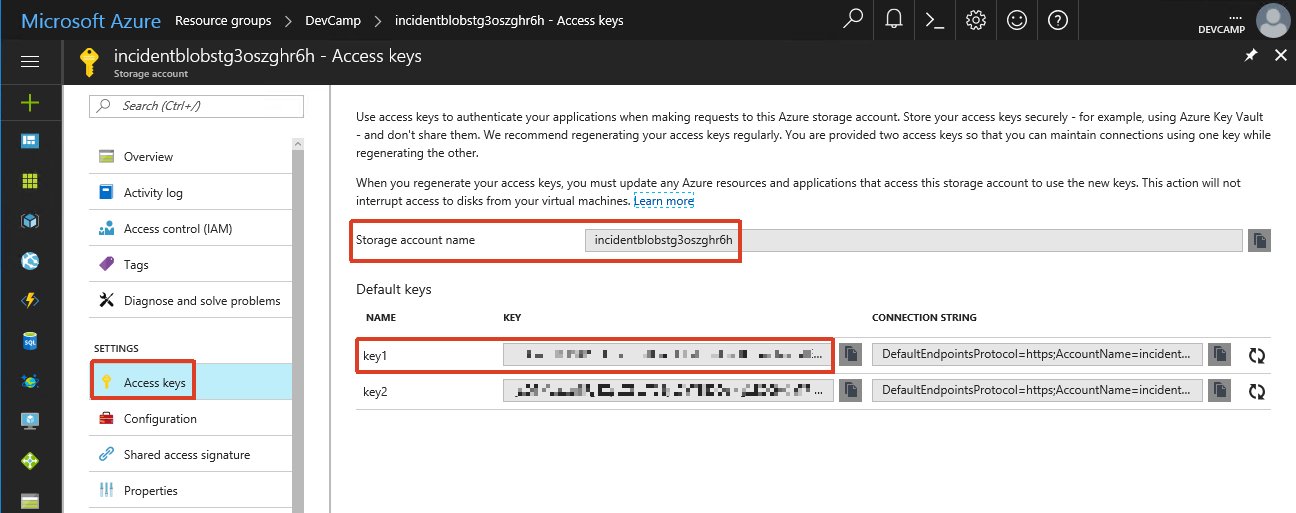 Microsoft Azure Resource groups > DevCamp > incidentblobstg3oszghr6h - Access keys
....
DEVCAMP
incidentblobstg3oszghr6h - Access keys
Storage account
Search (Ctrl+/)
Overview
Activity log
Access control (IAM)
Tags
Diagnose and solve problems
SETTINGS
Access keys
Configuration
Shared access signature
Properties
Use access keys to authenticate your applications when making requests to this Azure storage account. Store your access keys securely - for example, using Azure Key Vault
- and don't share them. We recommend regenerating your access keys regularly. You are provided two access keys so that you can maintain connections using one key while
regenerating the other.
When you regenerate your access keys, you must update any Azure resources and applications that access this storage account to use the new keys. This action will not
interrupt access to disks from your virtual machines. Learn more
Storage account name incidentblobstg3oszghr6h
Default keys
NAME KEY CONNECTION STRING
key1 ... DefaultEndpointsProtocol=https;AccountName=incident...
key2 ... DefaultEndpointsProtocol=https;AccountName=incident...